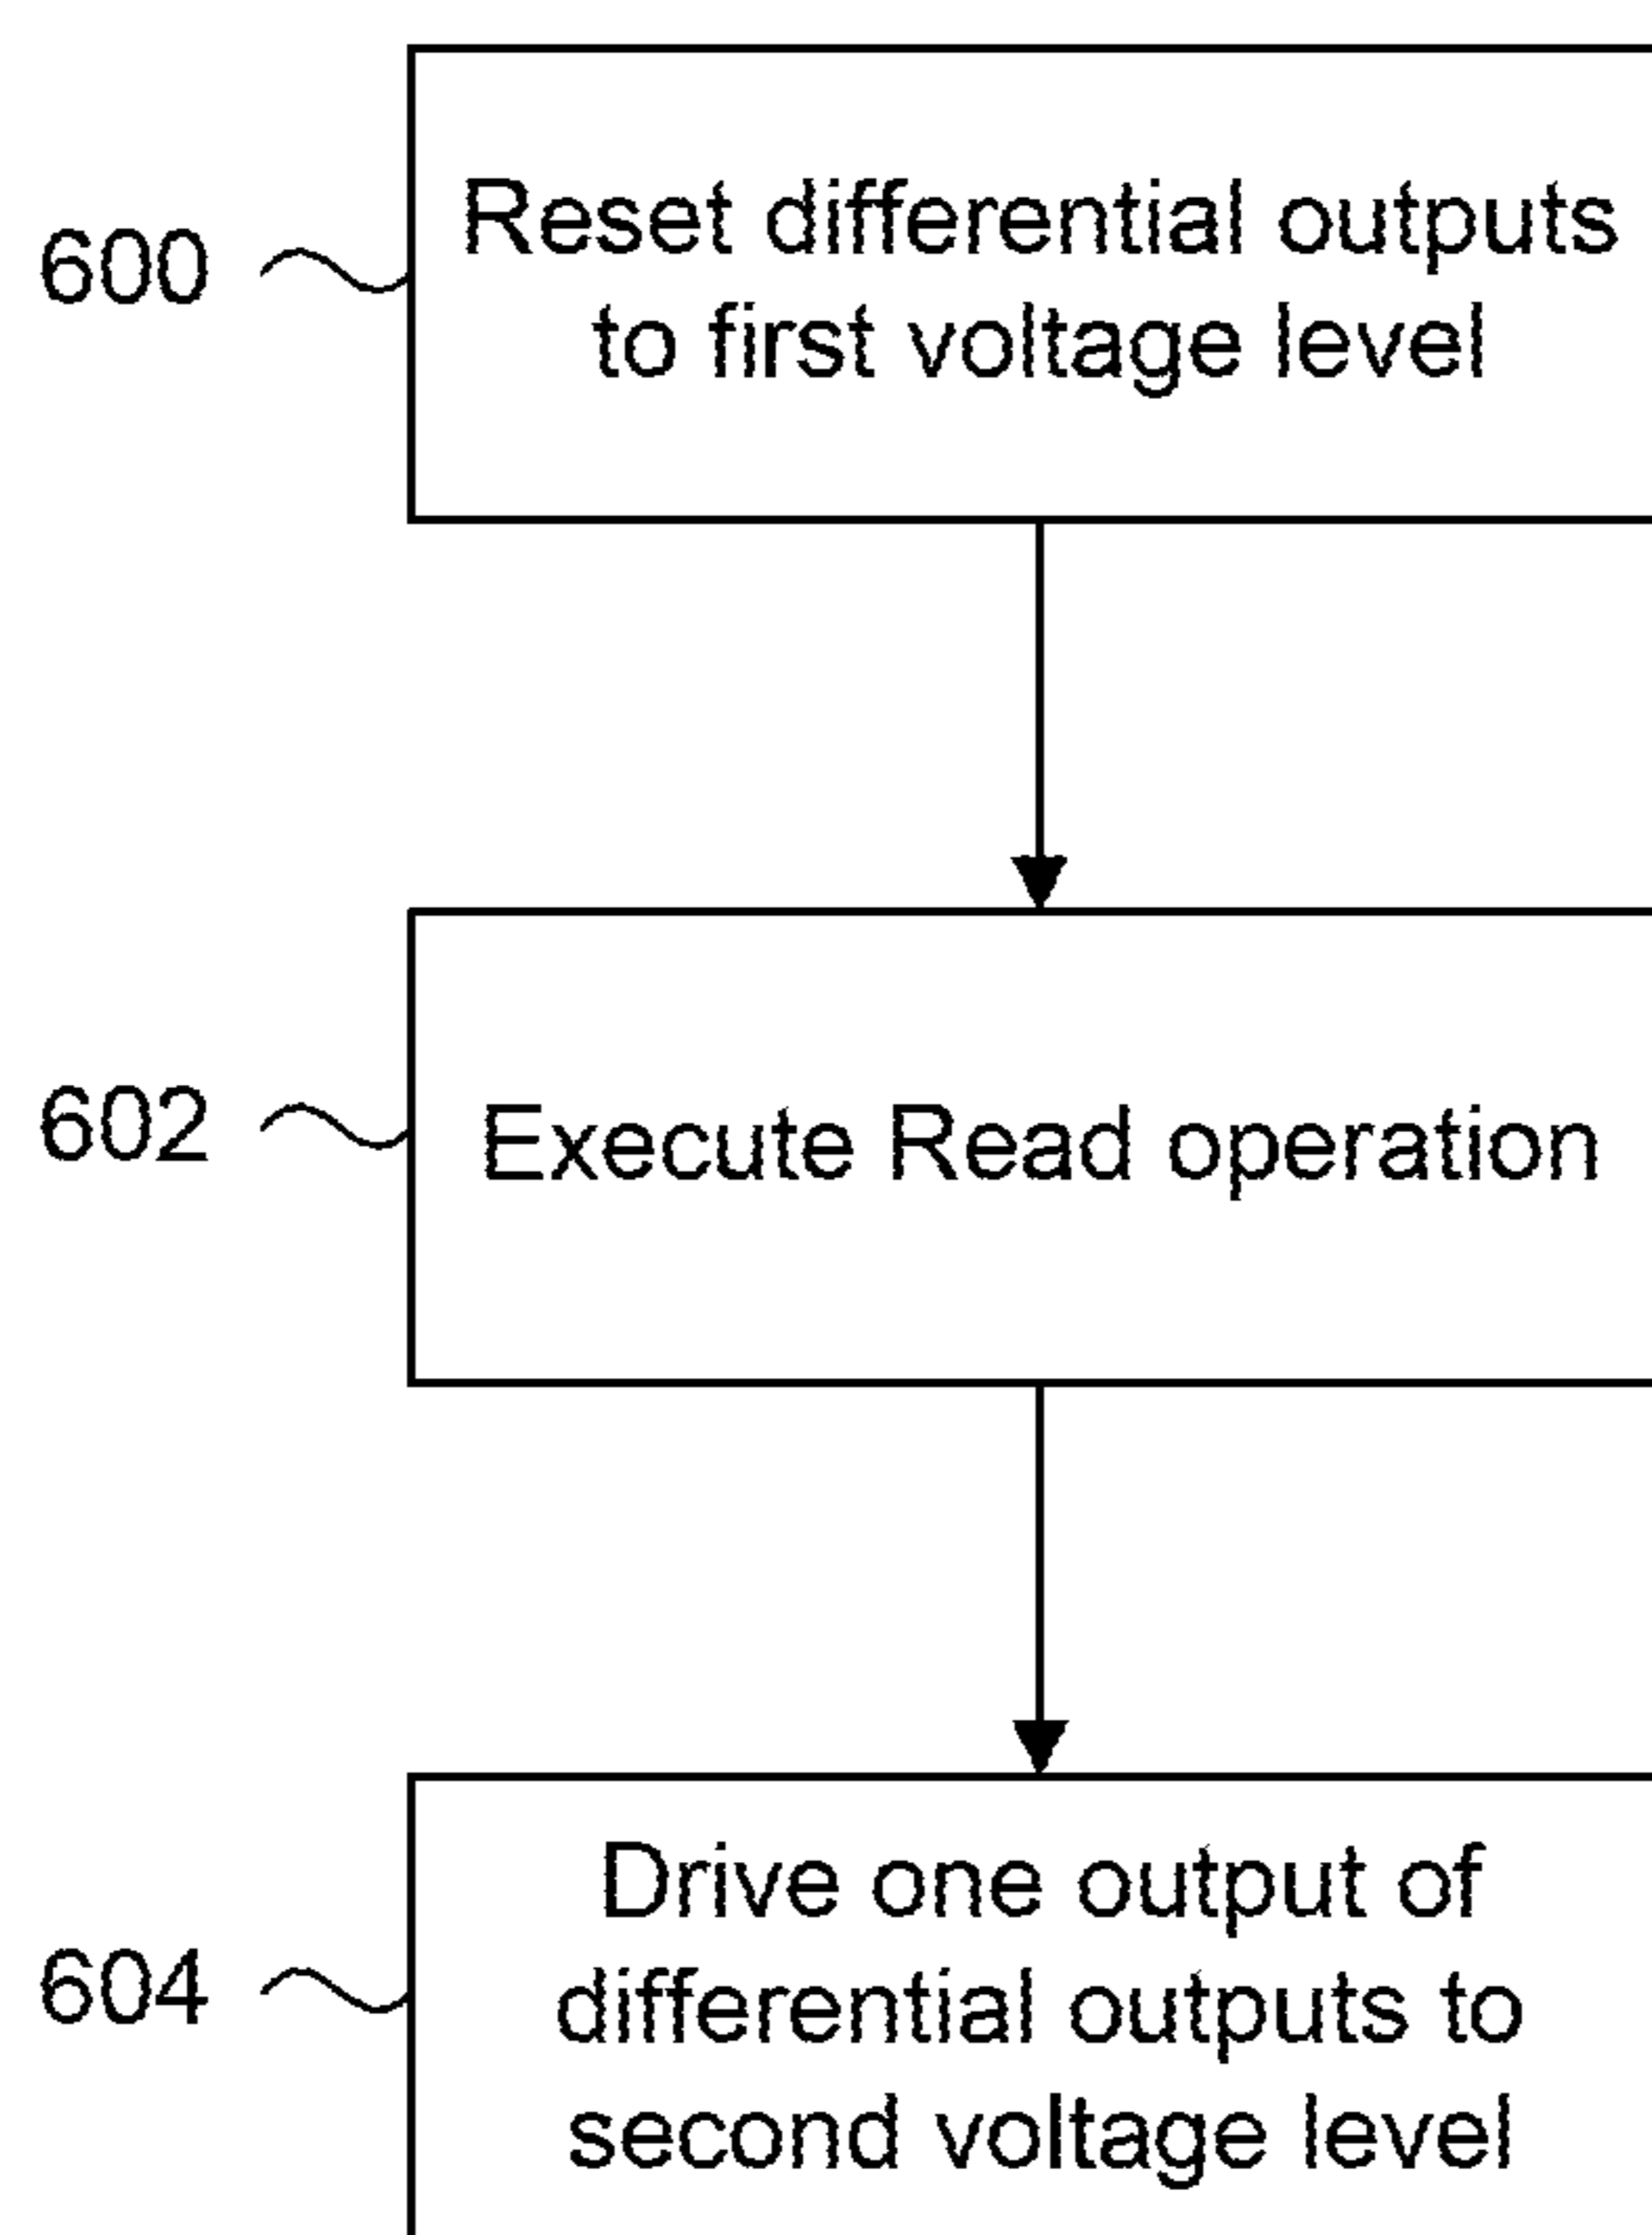 600
Reset differential outputs
to first voltage level
602
Execute Read operation
604
Drive one output of
differential outputs to
second voltage level